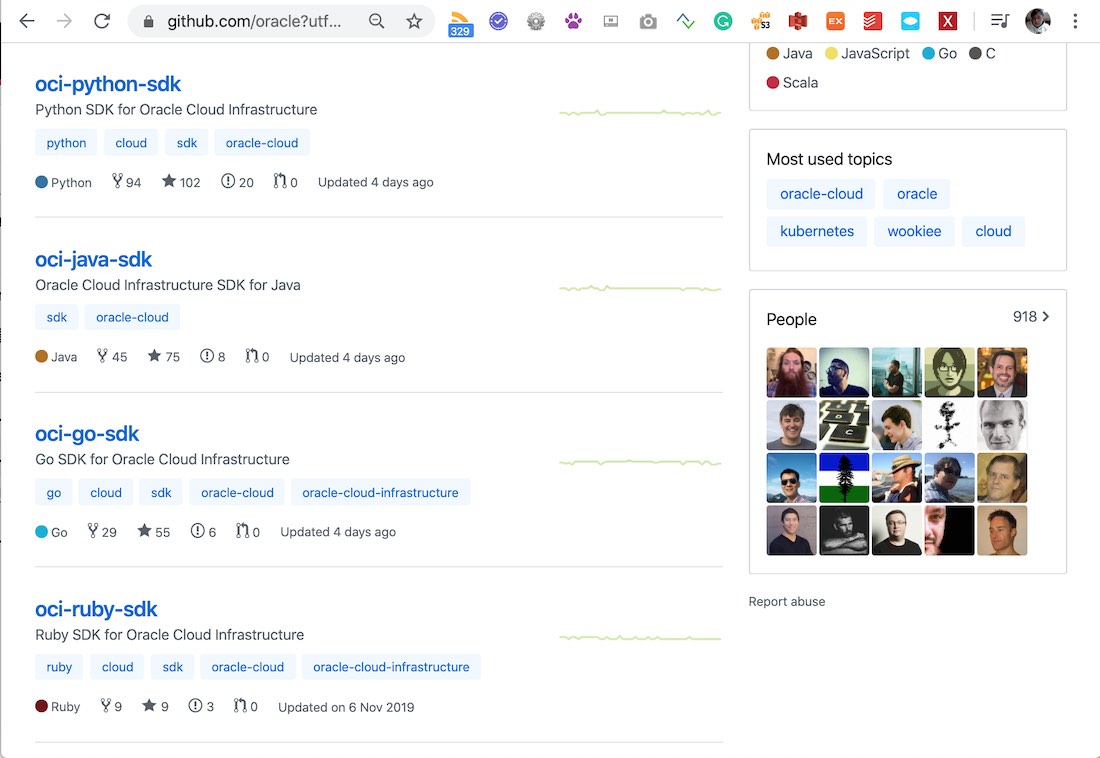 github.com/oracle?utf...
329
S3
EX
X
oci-python-sdk
Python SDK for Oracle Cloud Infrastructure
python cloud sdk oracle-cloud
Python 94 102 20 0 Updated 4 days ago
oci-java-sdk
Oracle Cloud Infrastructure SDK for Java
sdk oracle-cloud
Java 45 75 8 0 Updated 4 days ago
oci-go-sdk
Go SDK for Oracle Cloud Infrastructure
go cloud sdk oracle-cloud oracle-cloud-infrastructure
Go 29 55 6 0 Updated 4 days ago
oci-ruby-sdk
Ruby SDK for Oracle Cloud Infrastructure
ruby cloud sdk oracle-cloud oracle-cloud-infrastructure
Ruby 9 9 3 0 Updated on 6 Nov 2019
Java JavaScript Go C
Scala
Most used topics
oracle-cloud oracle
kubernetes wookiee cloud
People 918
C
Report abuse